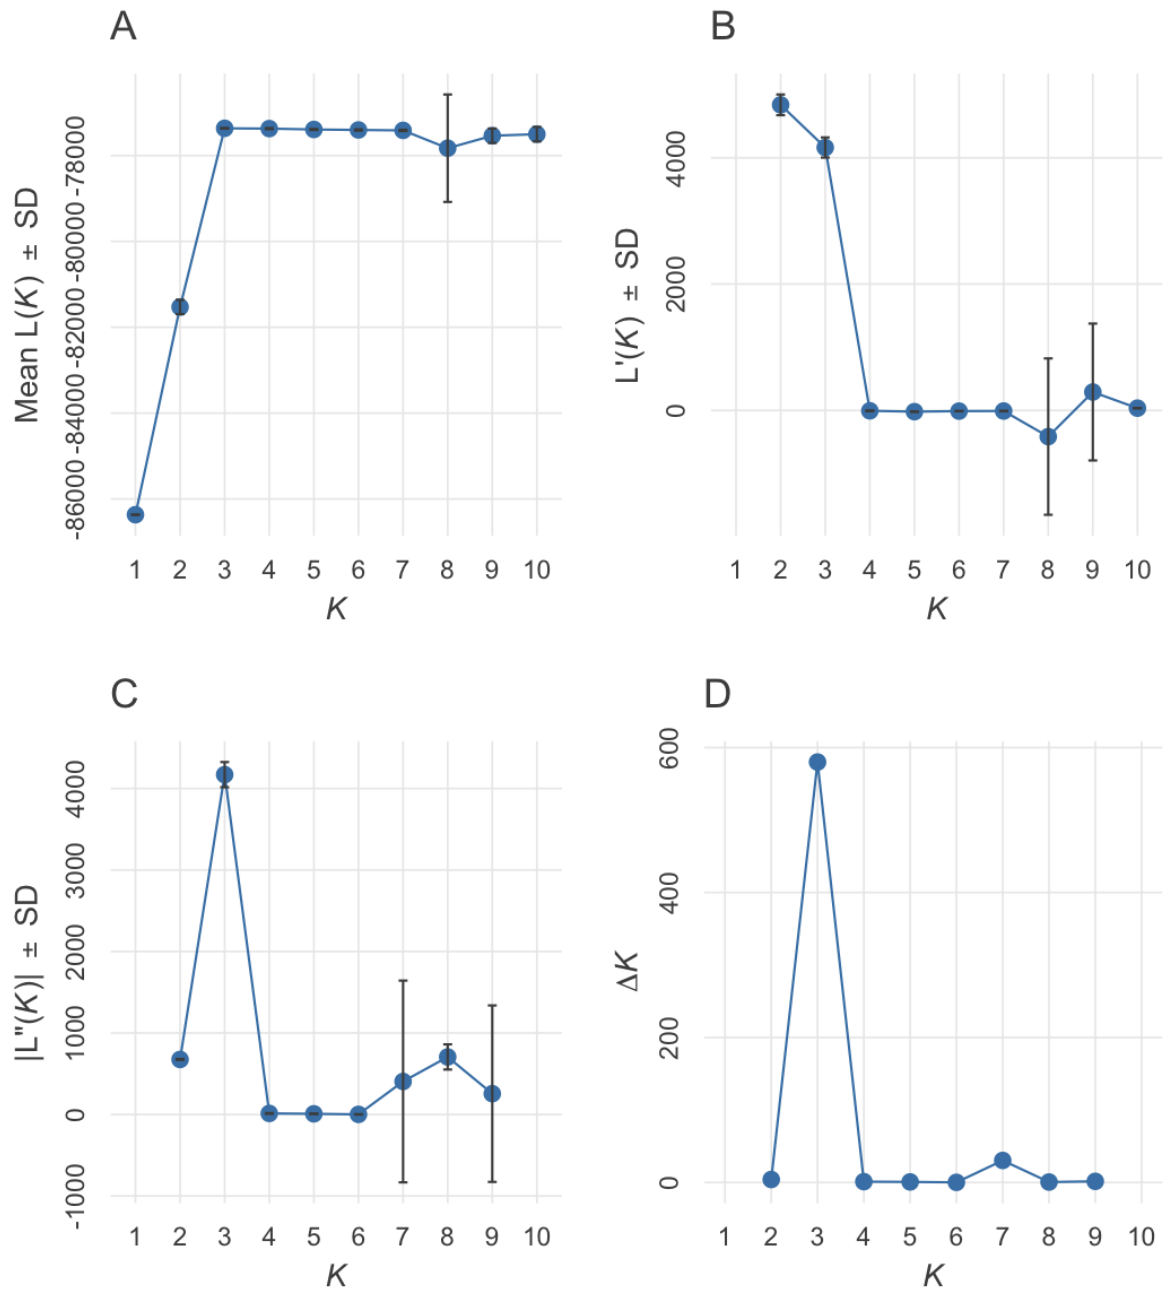 A
Mean L(K) ± SD
-86000 -84000 -82000 -80000 -78000
1 2 3 4 5 6 7 8 9 10
K
B
L'(K) ± SD
0 2000 4000
1 2 3 4 5 6 7 8 9 10
K
C
|L"(K)| ± SD
-1000 0 1000 2000 3000 4000
1 2 3 4 5 6 7 8 9 10
K
D
ΔK
0 200 400 600
1 2 3 4 5 6 7 8 9 10
K